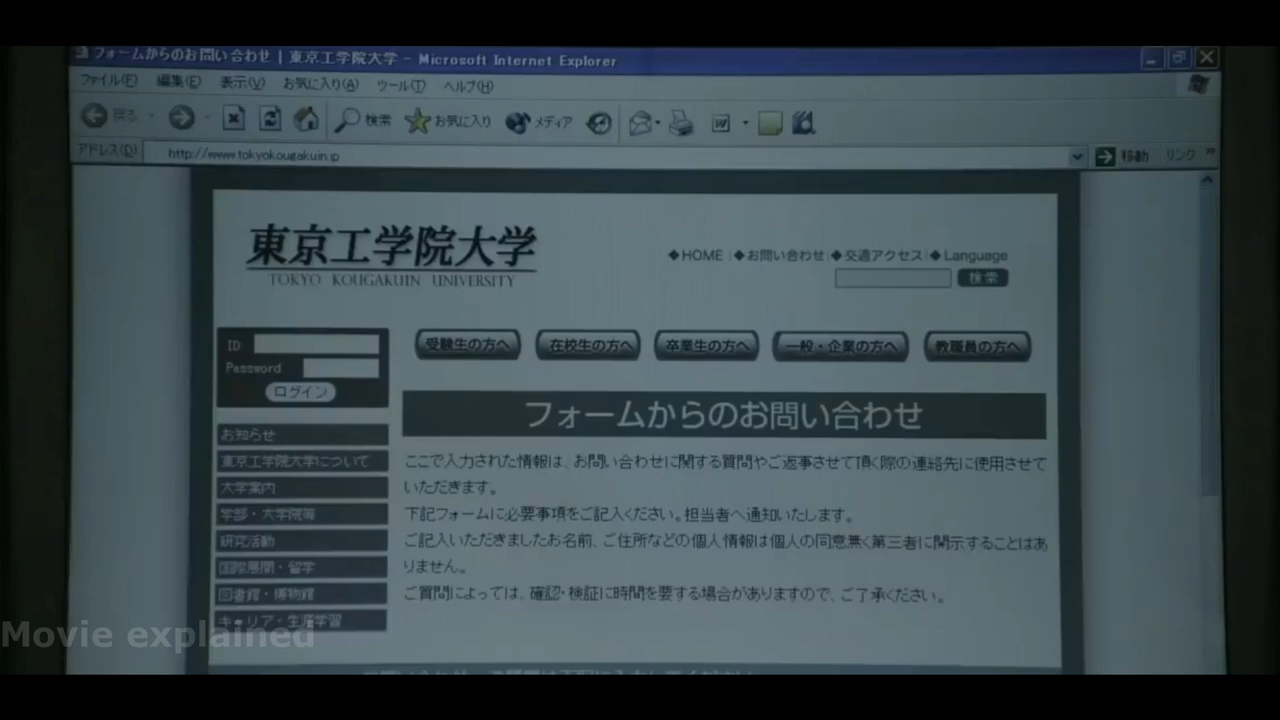 フォームからのお問い合わせ | 東京工学院大学 - Microsoft Internet Explorer
ファイル(F) 編集(E) 表示(V) お気に入り(A) ツール(T) ヘルプ(H)
戻る 検索 お気に入り メディア
アドレス(D) http://www.tokyokougakuin.jp 移動 リンク »
東京工学院大学
TOKYO KOUGAKUIN UNIVERSITY
◆HOME |◆お問い合わせ|◆交通アクセス|◆Language
検索
ID
Password
ログイン
受験生の方へ 在校生の方へ 卒業生の方へ 一般・企業の方へ 教職員の方へ
フォームからのお問い合わせ
お知らせ
東京工学院大学について
大学案内
学部・大学院等
研究活動
国際展開・留学
図書館・博物館
キャリア・生涯学習
ここで入力された情報は、お問い合わせに関する質問やご返事させて頂く際の連絡先に使用させて
いただきます。
下記フォームに必要事項をご記入ください。担当者へ通知いたします。
ご記入いただきましたお名前、ご住所などの個人情報は個人の同意無く第三者に開示することはあ
りません。
ご質問によっては、確認・検証に時間を要する場合がありますので、ご了承ください。
Movie explained